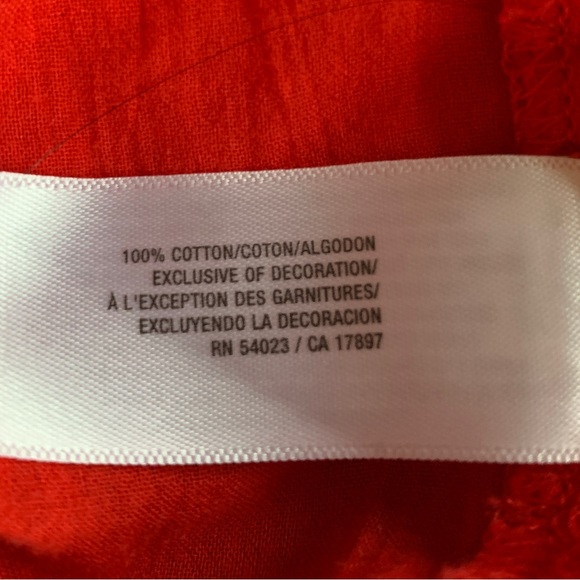 100% COTTON/COTON/ALGODON
EXCLUSIVE OF DECORATION/
À L'EXCEPTION DES GARNITURES/
EXCLUYENDO LA DECORACION
RN 54023 / CA 17897